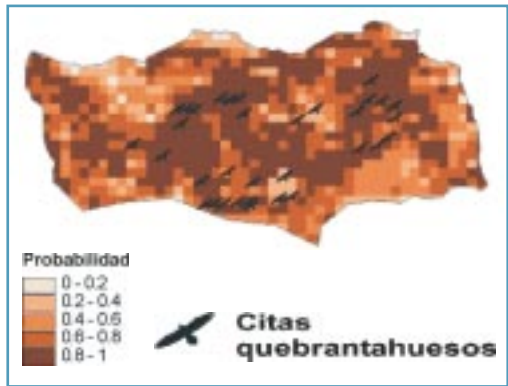 Probabilidad
0 - 0.2
0.2 - 0.4
0.4 - 0.6
0.6 - 0.8
0.8 - 1
Citas
quebrantahuesos